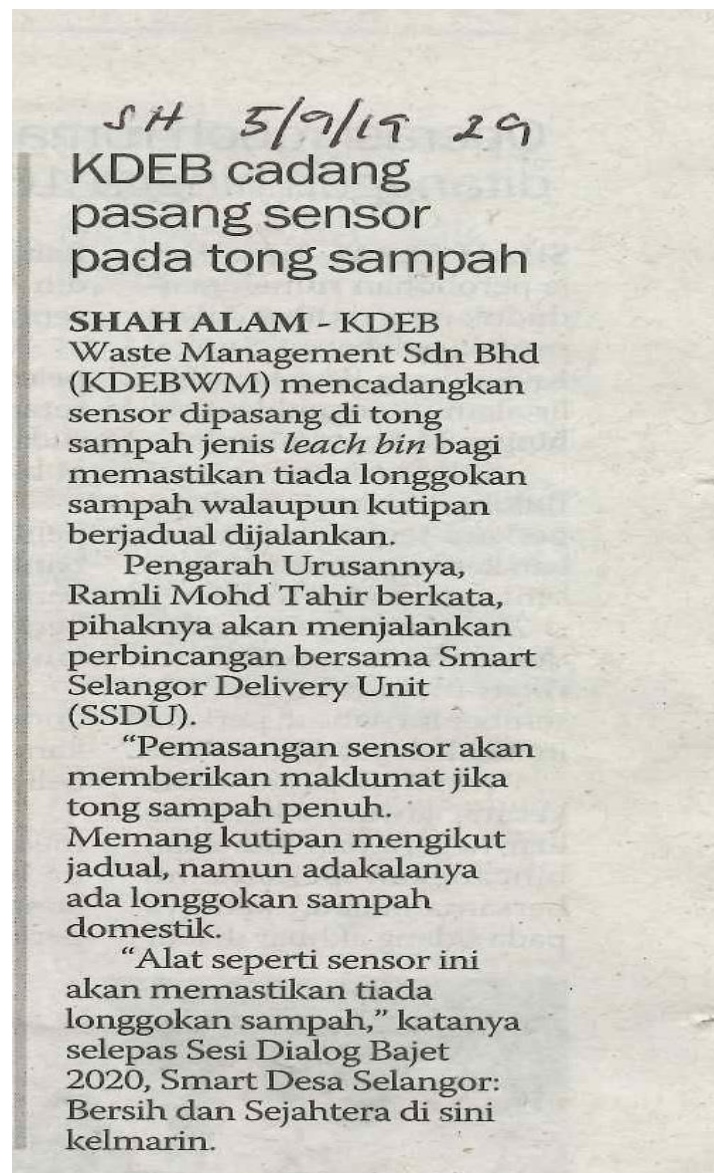 SH 5/9/19 29
KDEB cadang
pasang sensor
pada tong sampah
SHAH ALAM - KDEB
Waste Management Sdn Bhd
(KDEBWM) mencadangkan
sensor dipasang di tong
sampah jenis leach bin bagi
memastikan tiada longgokan
sampah walaupun kutipan
berjadual dijalankan.
Pengarah Urusannya,
Ramli Mohd Tahir berkata,
pihaknya akan menjalankan
perbincangan bersama Smart
Selangor Delivery Unit
(SSDU).
“Pemasangan sensor akan
memberikan maklumat jika
tong sampah penuh.
Memang kutipan mengikut
jadual, namun adakalanya
ada longgokan sampah
domestik.
“Alat seperti sensor ini
akan memastikan tiada
longgokan sampah,” katanya
selepas Sesi Dialog Bajet
2020, Smart Desa Selangor:
Bersih dan Sejahtera di sini
kelmarin.